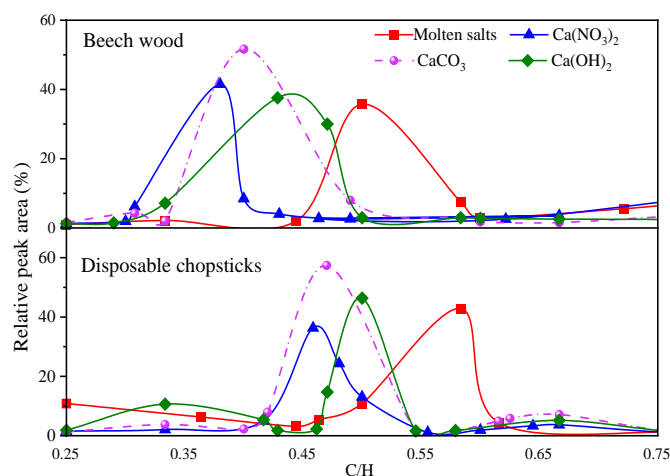 60
Beech wood
Molten salts
Ca(NO₃)₂
CaCO₃
Ca(OH)₂
40
20
0
Relative peak area (%)
60
Disposable chopsticks
40
20
0
0.25 0.35 0.45 0.55 0.65 0.75
C/H